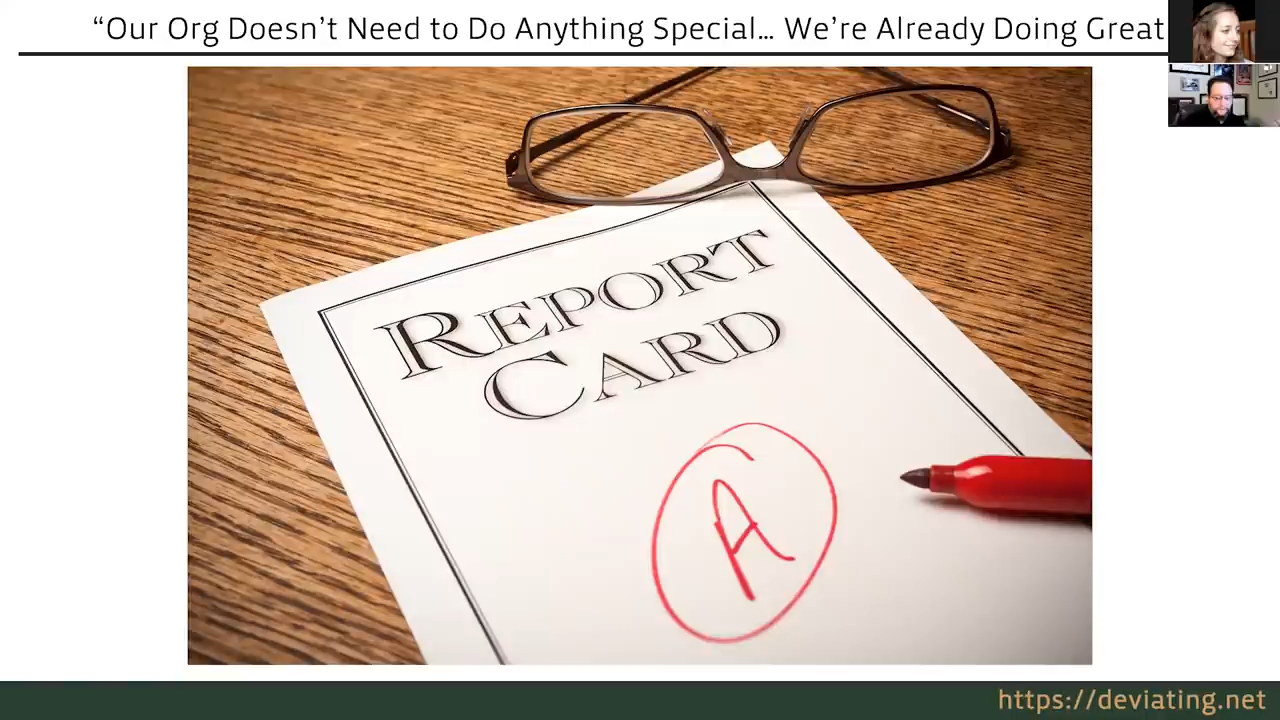 “Our Org Doesn’t Need to Do Anything Special… We’re Already Doing Great
REPORT
CARD
A
https://deviating.net